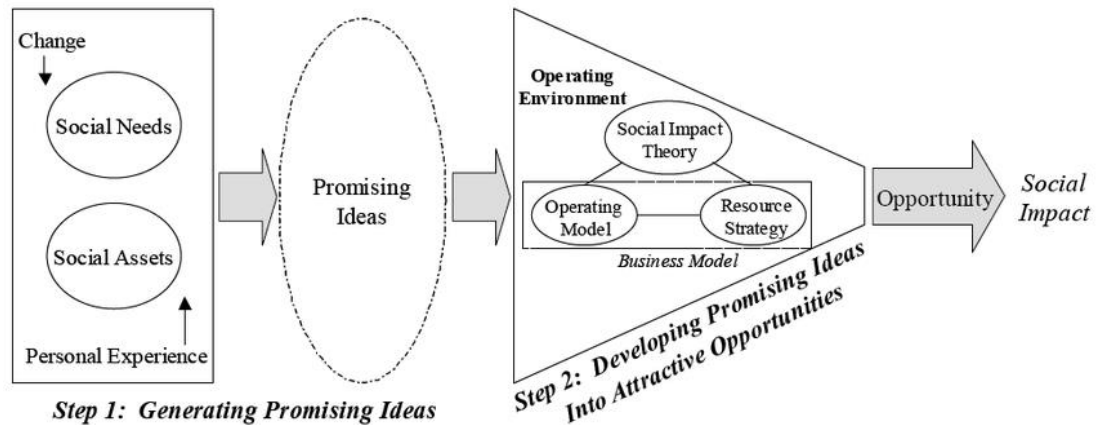 Change
Social Needs
Social Assets
Personal Experience
Step 1: Generating Promising Ideas
Promising
Ideas
Operating
Environment
Social Impact
Theory
Operating
Model
Resource
Strategy
Business Model
Step 2: Developing Promising Ideas
Into Attractive Opportunities
Opportunity
Social
Impact